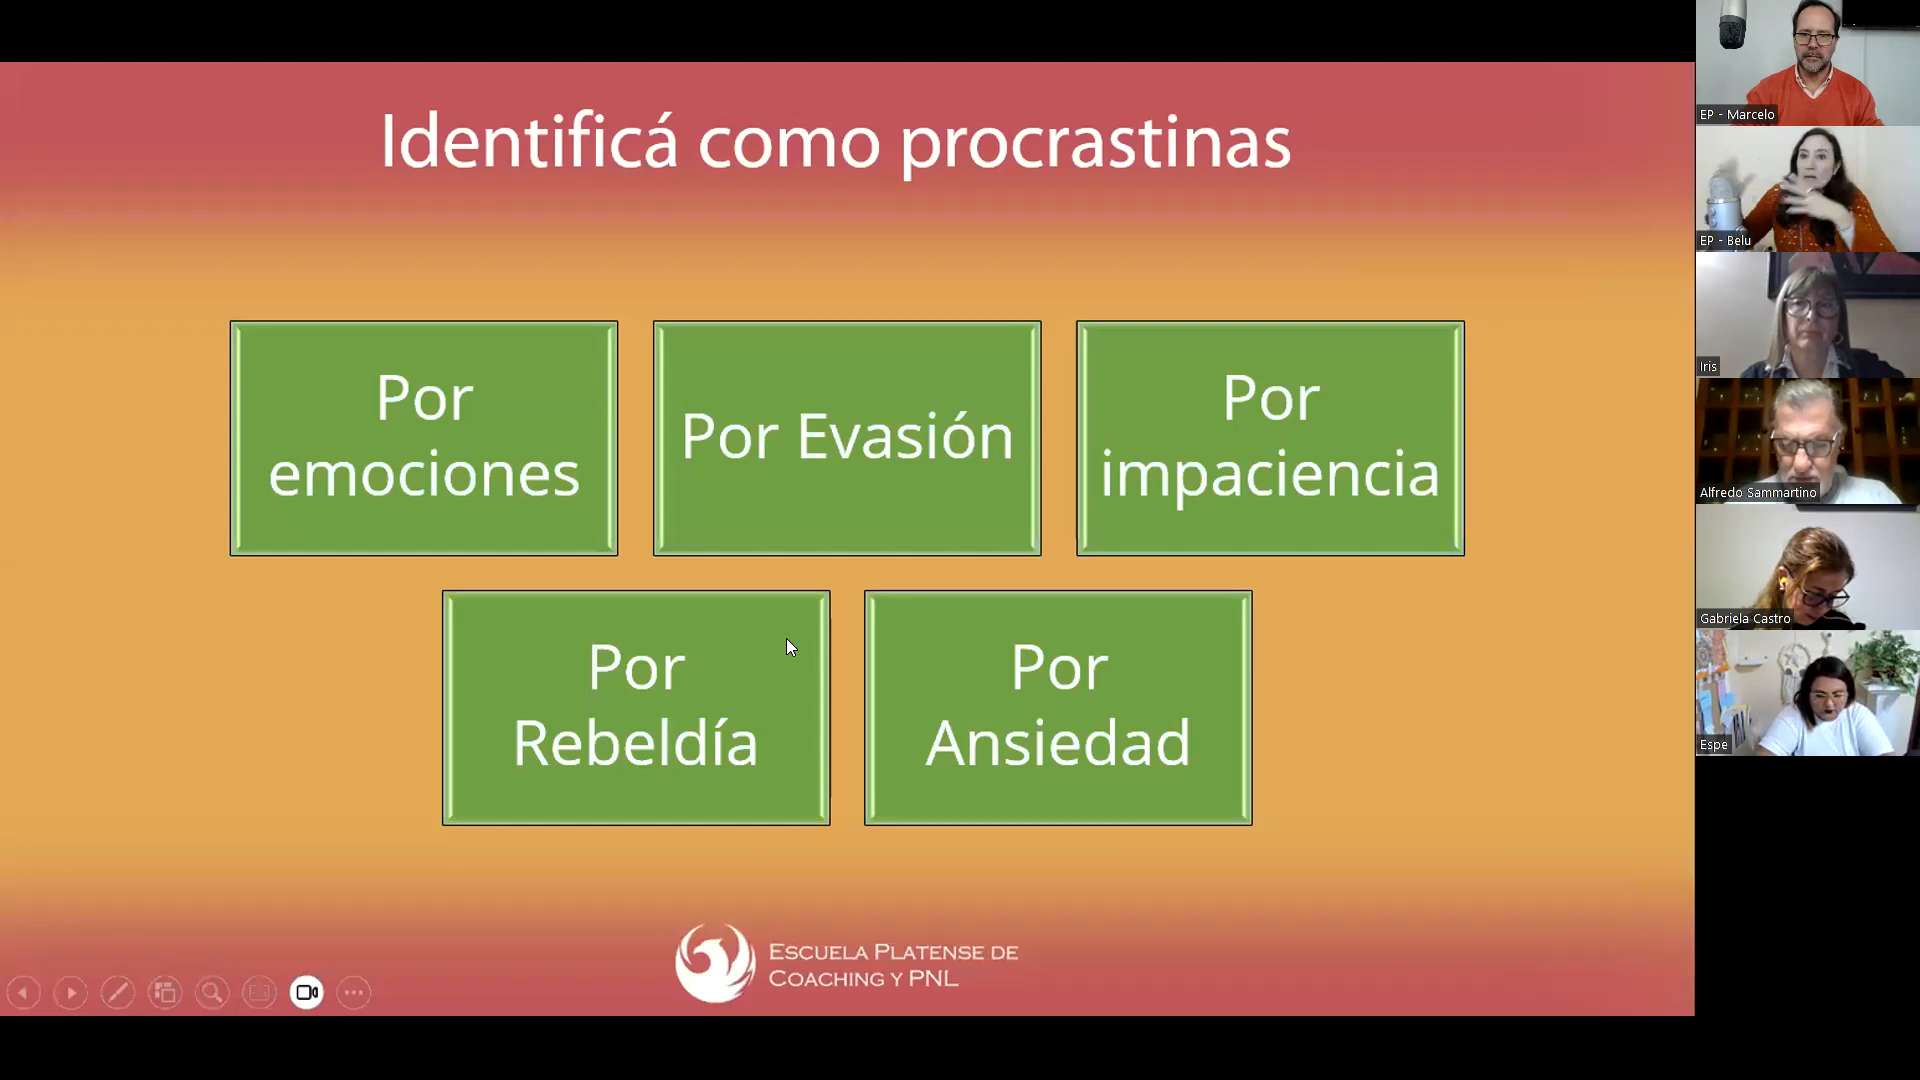 Identificá como procrastinas
Por
emociones
Por Evasión
Por
impaciencia
Por
Rebeldía
Por
Ansiedad
ESCUELA PLATENSE DE
COACHING Y PNL
EP - Marcelo
EP - Belu
Iris
Alfredo Sammartino
Gabriela Castro
Espe